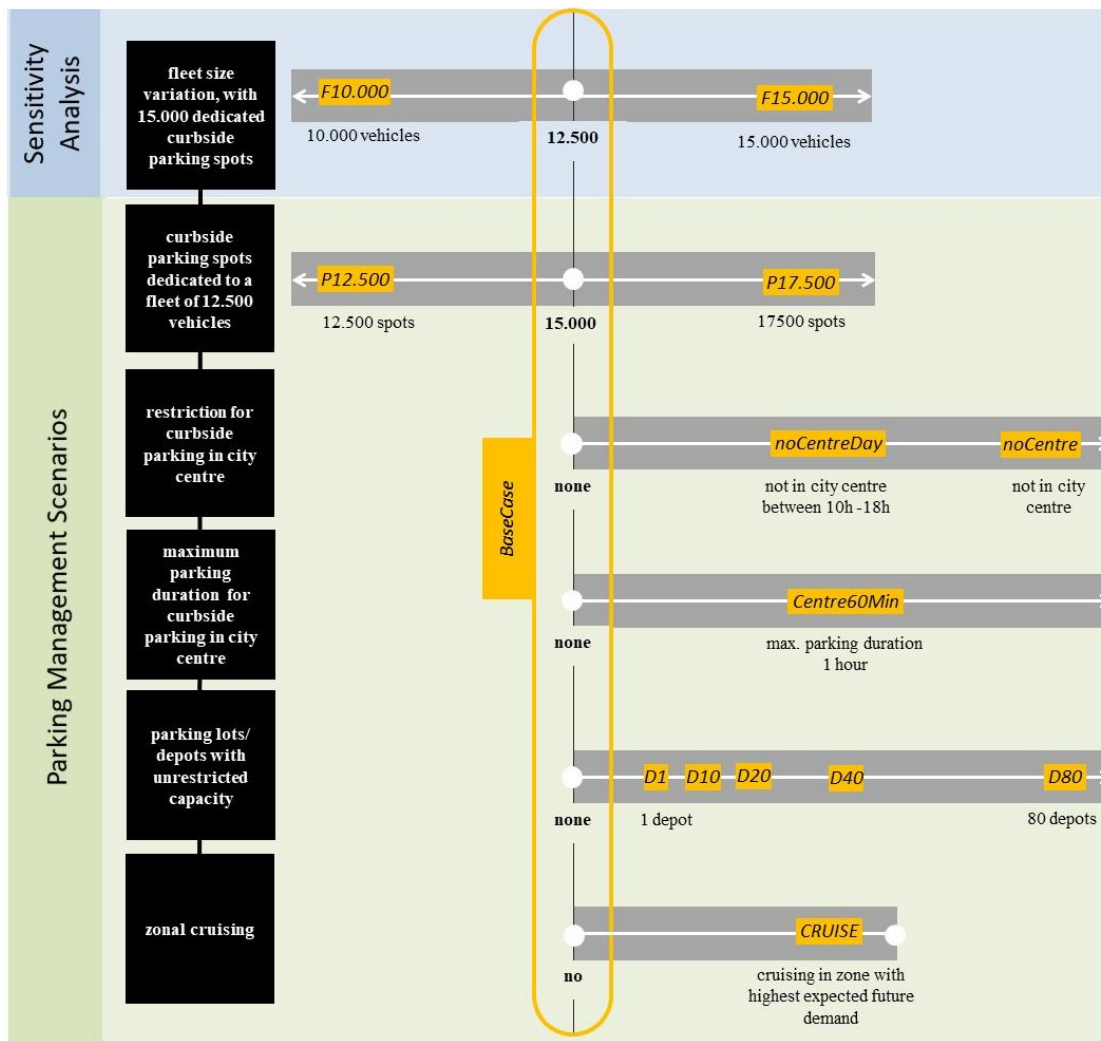 Sensitivity
Analysis
fleet size
variation, with
15.000 dedicated
curbside
parking spots
F10.000
F15.000
10.000 vehicles
12.500
15.000 vehicles
Parking Management Scenarios
curbside
parking spots
dedicated to a
fleet of 12.500
vehicles
P12.500
P17.500
12.500 spots
15.000
17500 spots
BaseCase
restriction for
curbside
parking in city
centre
noCentreDay
noCentre
none
not in city centre
between 10h -18h
not in city
centre
maximum
parking
duration for
curbside
parking in city
centre
Centre60Min
none
max. parking duration
1 hour
parking lots/
depots with
unrestricted
capacity
D1
D10
D20
D40
D80
none
1 depot
80 depots
zonal cruising
CRUISE
no
cruising in zone with
highest expected future
demand